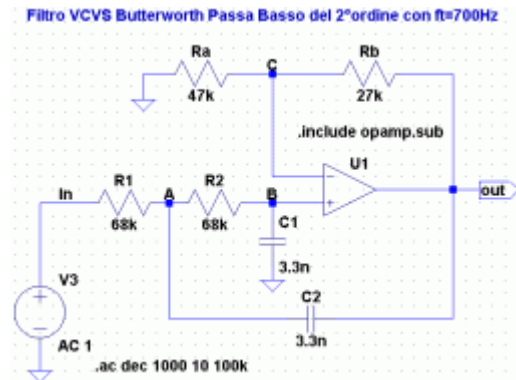 Filtro VCVS Butterworth Passa Basso del 2°ordine con ft=700Hz
Ra
C
Rb
47k
27k
.include opamp.sub
U1
In
R1
A
R2
B
out
68k
68k
C1
3.3n
V3
C2
3.3n
AC 1
.ac dec 1000 10 100k